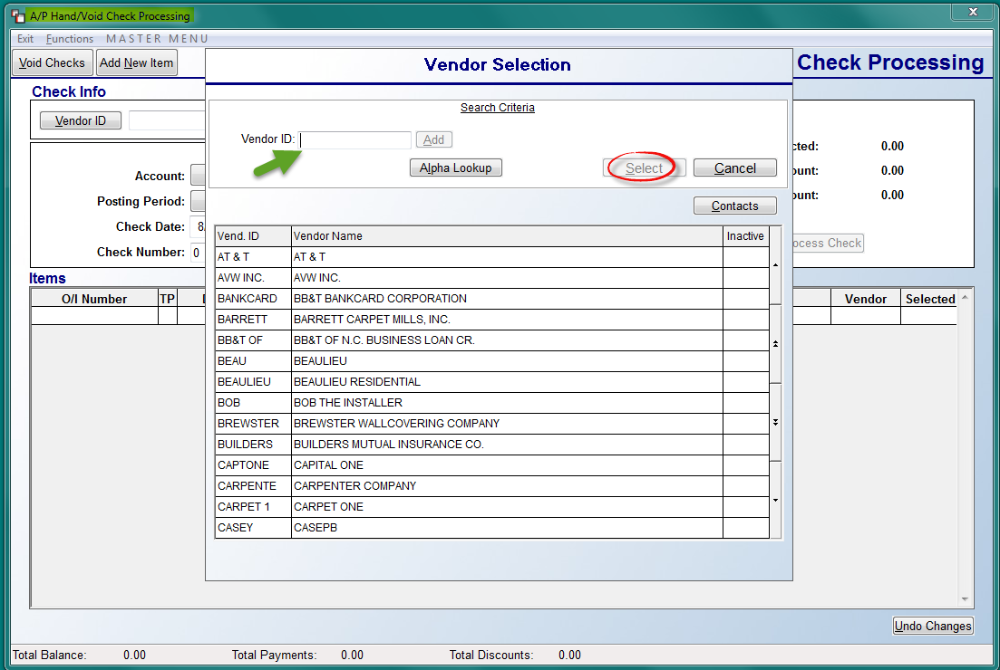 A/P Hand/Void Check Processing
X
Exit Functions MASTER MENU
Void Checks Add New Item
Vendor Selection
Check Processing
Check Info
Vendor ID
Search Criteria
Vendor ID: Add
Alpha Lookup Select Cancel
Contacts
Account:
Posting Period:
Check Date: 8/
Check Number: 0
cted: 0.00
ount: 0.00
ount: 0.00
ocess Check
Vend. ID Vendor Name Inactive
AT & T AT & T
AVW INC. AVW INC.
BANKCARD BB&T BANKCARD CORPORATION
BARRETT BARRETT CARPET MILLS, INC.
BB&T OF BB&T OF N.C. BUSINESS LOAN CR.
BEAU BEAULIEU
BEAULIEU BEAULIEU RESIDENTIAL
BOB BOB THE INSTALLER
BREWSTER BREWSTER WALLCOVERING COMPANY
BUILDERS BUILDERS MUTUAL INSURANCE CO.
CAPTONE CAPITAL ONE
CARPENTE CARPENTER COMPANY
CARPET 1 CARPET ONE
CASEY CASEPB
Items
O/I Number TP Vendor Selected
Undo Changes
Total Balance: 0.00 Total Payments: 0.00 Total Discounts: 0.00